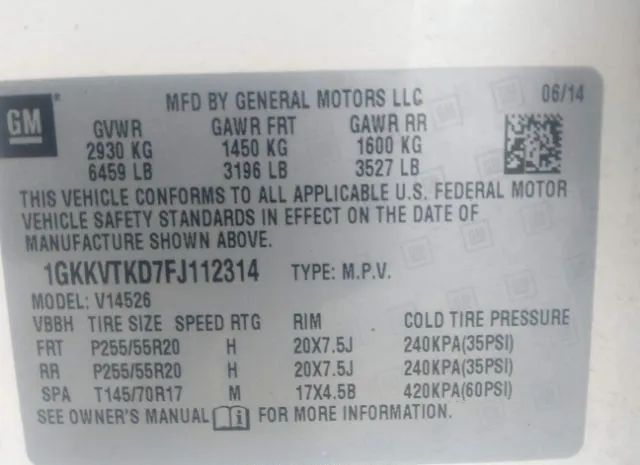 GM®
MFD BY GENERAL MOTORS LLC 06/14
GVWR GAWR FRT GAWR RR
2930 KG 1450 KG 1600 KG
6459 LB 3196 LB 3527 LB
THIS VEHICLE CONFORMS TO ALL APPLICABLE U.S. FEDERAL MOTOR
VEHICLE SAFETY STANDARDS IN EFFECT ON THE DATE OF
MANUFACTURE SHOWN ABOVE.
1GKKVTKD7FJ112314 TYPE: M.P.V.
MODEL: V14526
VBBH TIRE SIZE SPEED RTG RIM COLD TIRE PRESSURE
FRT P255/55R20 H 20X7.5J 240KPA(35PSI)
RR P255/55R20 H 20X7.5J 240KPA(35PSI)
SPA T145/70R17 M 17X4.5B 420KPA(60PSI)
SEE OWNER'S MANUAL i FOR MORE INFORMATION.